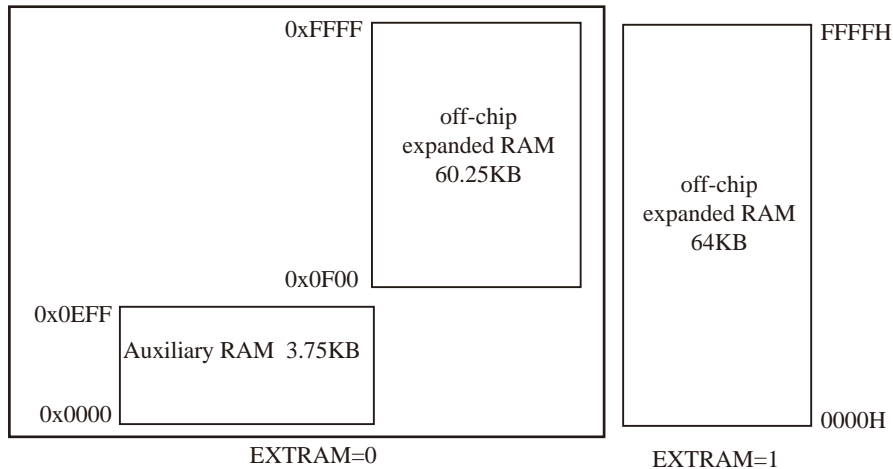 0xFFFF
off-chip
expanded RAM
60.25KB
0x0F00
0x0EFF
Auxiliary RAM 3.75KB
0x0000
EXTRAM=0
FFFFH
off-chip
expanded RAM
64KB
0000H
EXTRAM=1